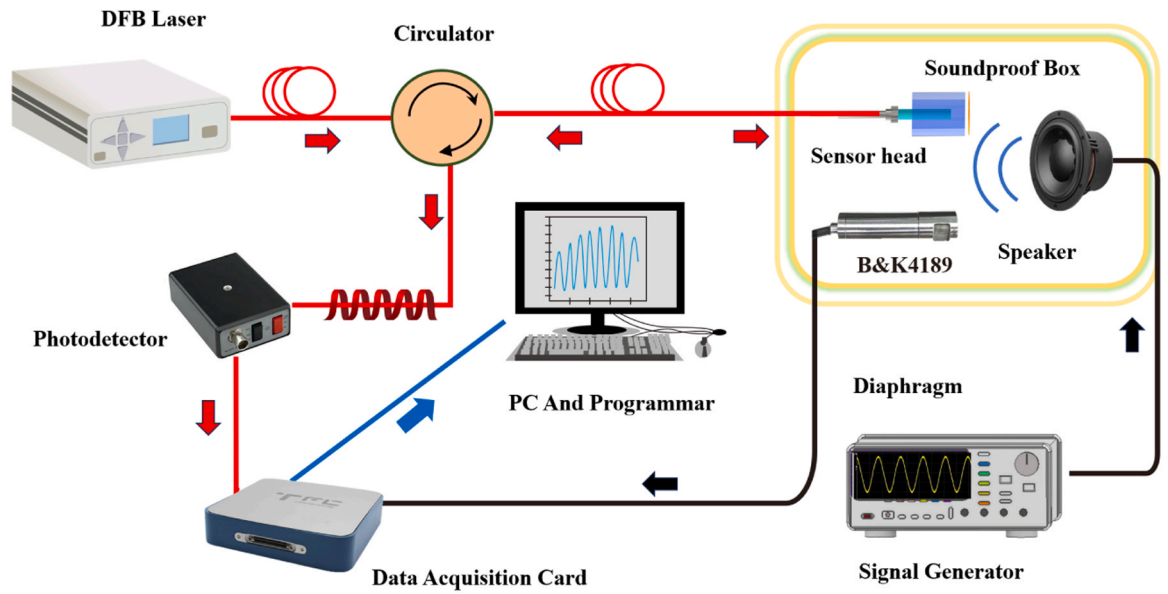 DFB Laser
Circulator
Soundproof Box
Sensor head
B&K4189
Speaker
Photodetector
PC And Programmar
Diaphragm
Data Acquisition Card
Signal Generator